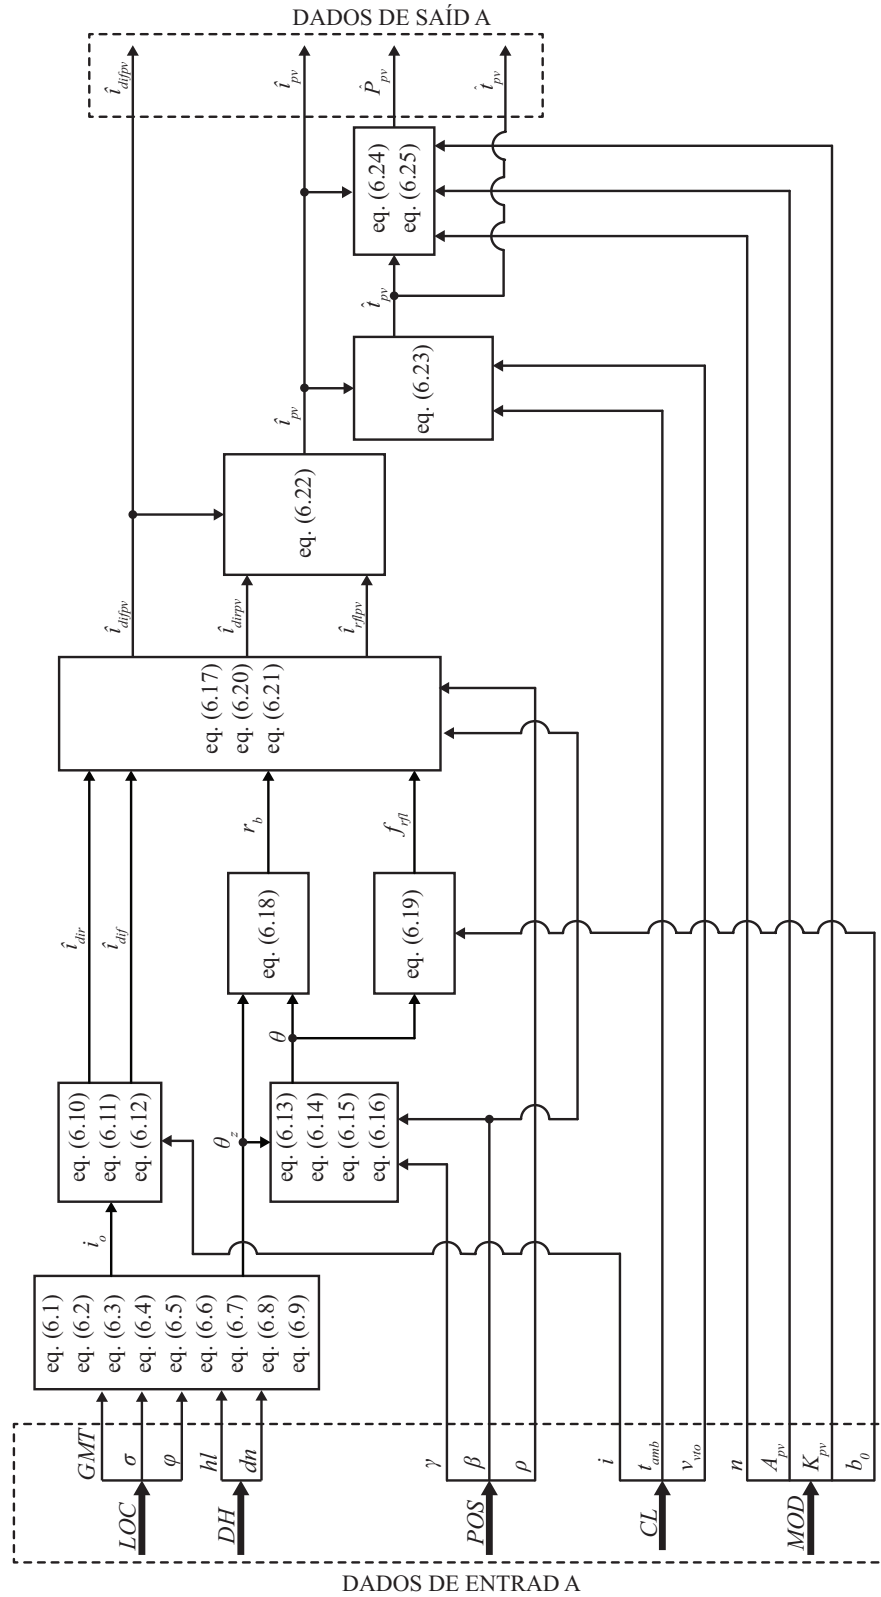 DADOS DE SAÍD A
î_difpv
î_pv
P̂_pv
t̂_pv
eq. (6.24)
eq. (6.25)
t̂_pv
eq. (6.23)
î_pv
eq. (6.22)
î_difpv
î_dirpv
î_rflpv
eq. (6.17)
eq. (6.20)
eq. (6.21)
r_b
f_rfl
eq. (6.18)
eq. (6.19)
î_dir
î_dif
θ
θ_z
eq. (6.10)
eq. (6.11)
eq. (6.12)
eq. (6.13)
eq. (6.14)
eq. (6.15)
eq. (6.16)
i_o
eq. (6.1)
eq. (6.2)
eq. (6.3)
eq. (6.4)
eq. (6.5)
eq. (6.6)
eq. (6.7)
eq. (6.8)
eq. (6.9)
GMT
σ
φ
hl
dn
γ
β
ρ
i
t_amb
v_vto
n
A_pv
K_pv
b_0
LOC
DH
POS
CL
MOD
DADOS DE ENTRAD A